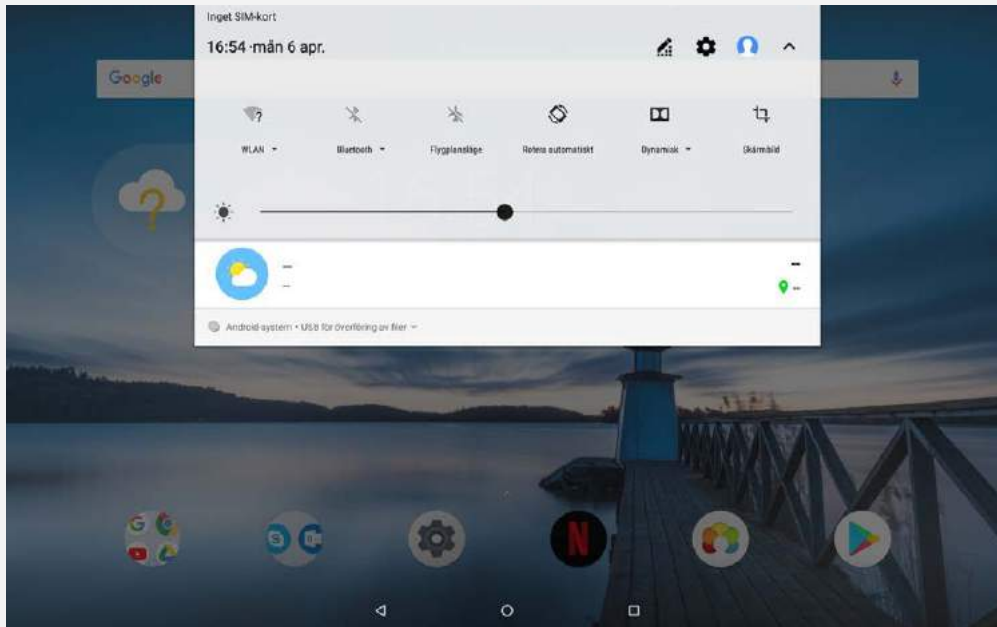 Inget SIM-kort
16:54 · mån 6 apr.
Google
WLAN
Bluetooth
Flygplansläge
Rotera automatiskt
Dynamisk
Skärmbild
--
--
--
--
Android-system • USB för överföring av filer
N